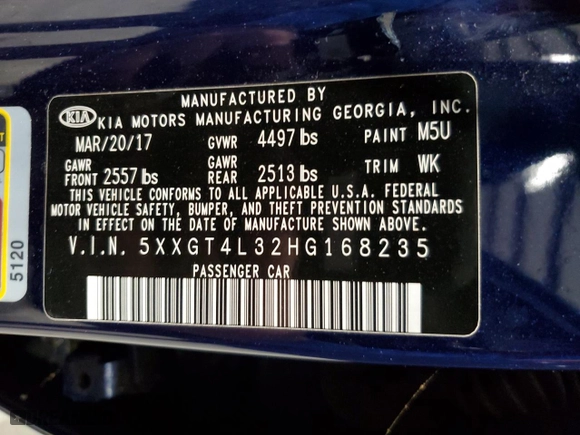 MANUFACTURED BY
KIA KIA MOTORS MANUFACTURING GEORGIA, INC.
MAR/20/17 GVWR 4497 lbs PAINT M5U
GAWR FRONT 2557 lbs GAWR REAR 2513 lbs TRIM WK
THIS VEHICLE CONFORMS TO ALL APPLICABLE U.S.A. FEDERAL
MOTOR VEHICLE SAFETY, BUMPER, AND THEFT PREVENTION STANDARDS
IN EFFECT ON THE DATE OF MANUFACTURE SHOWN ABOVE.
V.I.N. 5XXGT4L32HG168235
PASSENGER CAR
5120